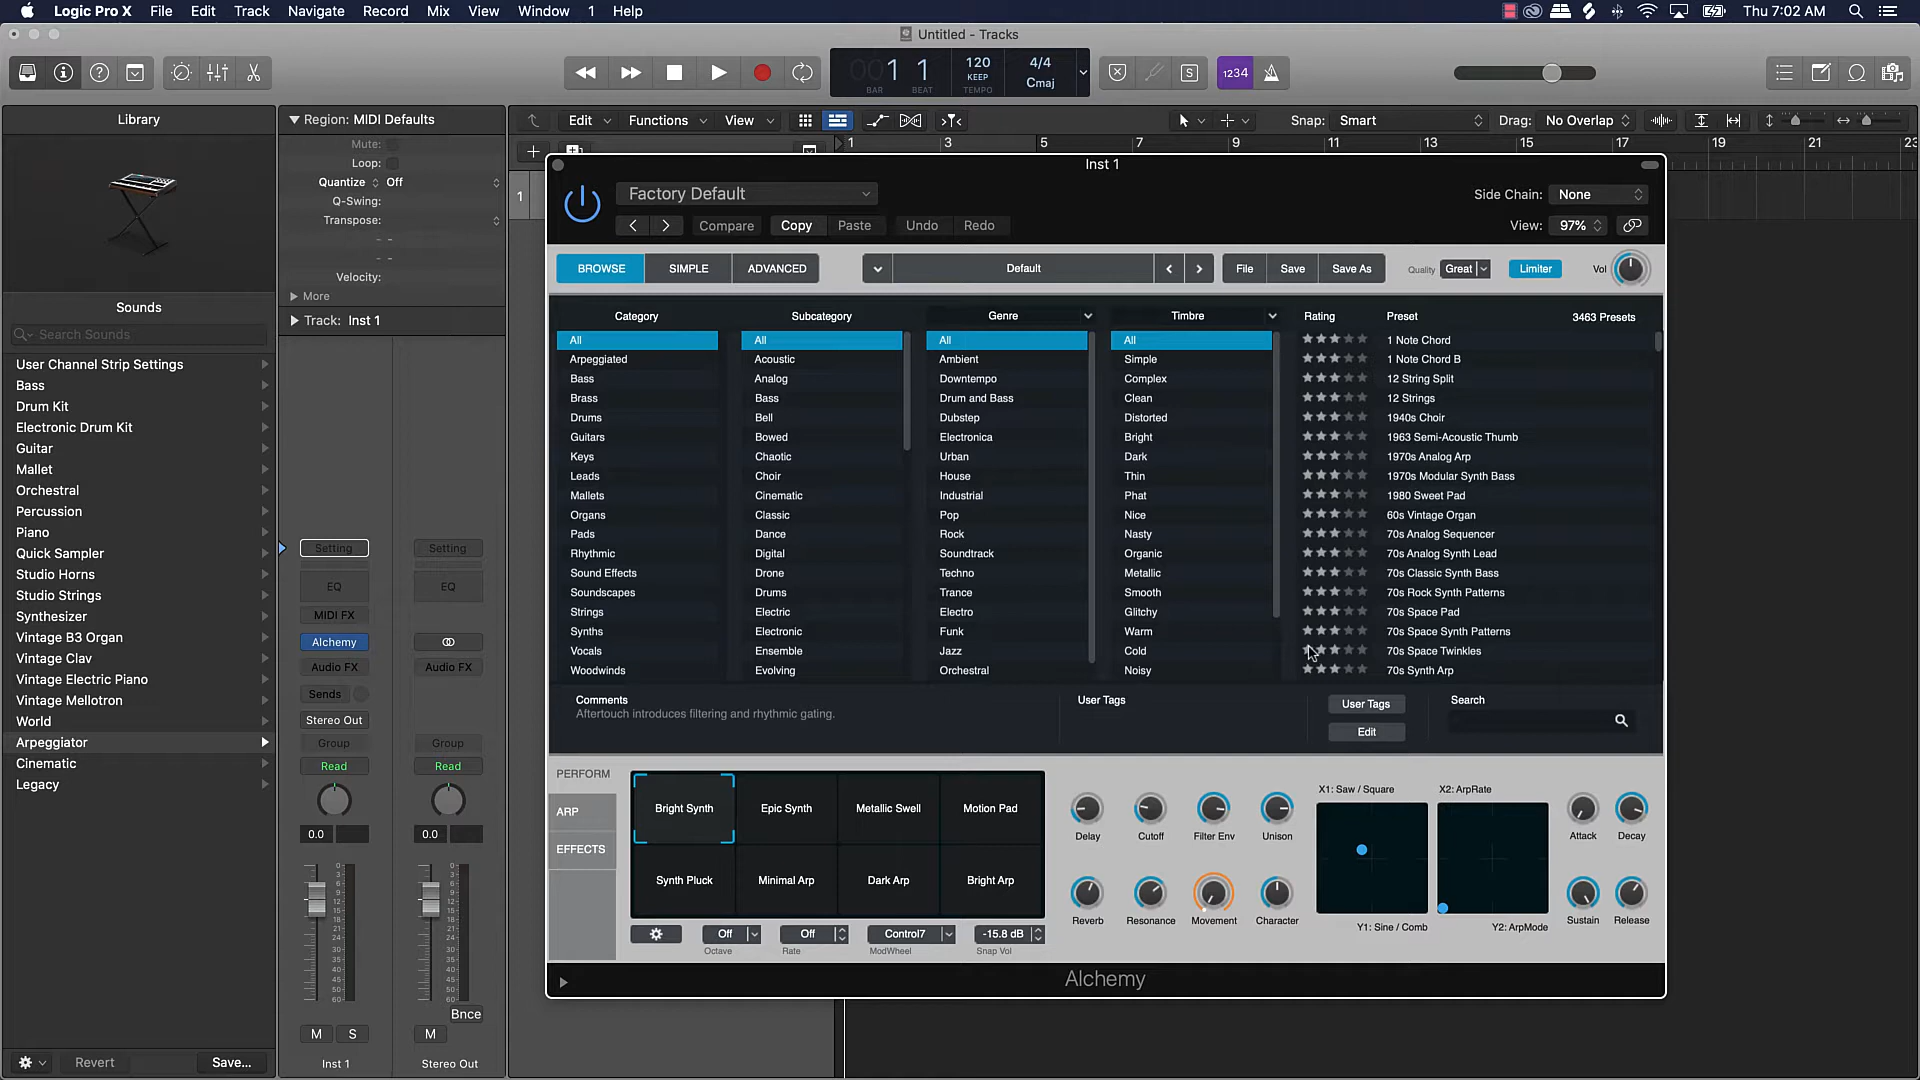 Logic Pro X File Edit Track Navigate Record Mix View Window 1 Help Thu 7:02 AM
Untitled - Tracks
1 1 120 KEEP TEMPO 4/4 Cmaj
BAR BEAT
S 1234
Library
Region: MIDI Defaults
Edit Functions View Snap: Smart Drag: No Overlap
Mute:
Loop:
Quantize Off
Q-Swing:
Transpose:
Velocity:
More
Track: Inst 1
1 3 5 7 9 11 13 15 17 19 21 23
1
Sounds
Search Sounds
User Channel Strip Settings
Bass
Drum Kit
Electronic Drum Kit
Guitar
Mallet
Orchestral
Percussion
Piano
Quick Sampler
Studio Horns
Studio Strings
Synthesizer
Vintage B3 Organ
Vintage Clav
Vintage Electric Piano
Vintage Mellotron
World
Arpeggiator
Cinematic
Legacy
Revert Save...
Setting Setting
EQ EQ
MIDI FX
Alchemy
Audio FX Audio FX
Sends
Stereo Out
Group Group
Read Read
0.0 0.0
Bnce
M S M
Inst 1 Stereo Out
Inst 1
Factory Default
Side Chain: None
Compare Copy Paste Undo Redo
View: 97%
BROWSE SIMPLE ADVANCED Default File Save Save As Quality Great Limiter Vol
Category Subcategory Genre Timbre Rating Preset 3463 Presets
All All All All 1 Note Chord
Arpeggiated Acoustic Ambient Simple 1 Note Chord B
Bass Analog Downtempo Complex 12 String Split
Brass Bass Drum and Bass Clean 12 Strings
Drums Bell Dubstep Distorted 1940s Choir
Guitars Bowed Electronica Bright 1963 Semi-Acoustic Thumb
Keys Chaotic Urban Dark 1970s Analog Arp
Leads Choir House Thin 1970s Modular Synth Bass
Mallets Cinematic Industrial Phat 1980 Sweet Pad
Organs Classic Pop Nice 60s Vintage Organ
Pads Dance Rock Nasty 70s Analog Sequencer
Rhythmic Digital Soundtrack Organic 70s Analog Synth Lead
Sound Effects Drone Techno Metallic 70s Classic Synth Bass
Soundscapes Drums Trance Smooth 70s Rock Synth Patterns
Strings Electric Electro Glitchy 70s Space Pad
Synths Electronic Funk Warm 70s Space Synth Patterns
Vocals Ensemble Jazz Cold 70s Space Twinkles
Woodwinds Evolving Orchestral Noisy 70s Synth Arp
Comments User Tags User Tags Search
Aftertouch introduces filtering and rhythmic gating.
Edit
PERFORM
ARP
EFFECTS
Bright Synth Epic Synth Metallic Swell Motion Pad
Synth Pluck Minimal Arp Dark Arp Bright Arp
Off Off Control7 -15.8 dB
Octave Rate ModWheel Snap Vol
Delay Cutoff Filter Env Unison
Reverb Resonance Movement Character
X1: Saw / Square X2: ArpRate
Y1: Sine / Comb Y2: ArpMode
Attack Decay
Sustain Release
Alchemy